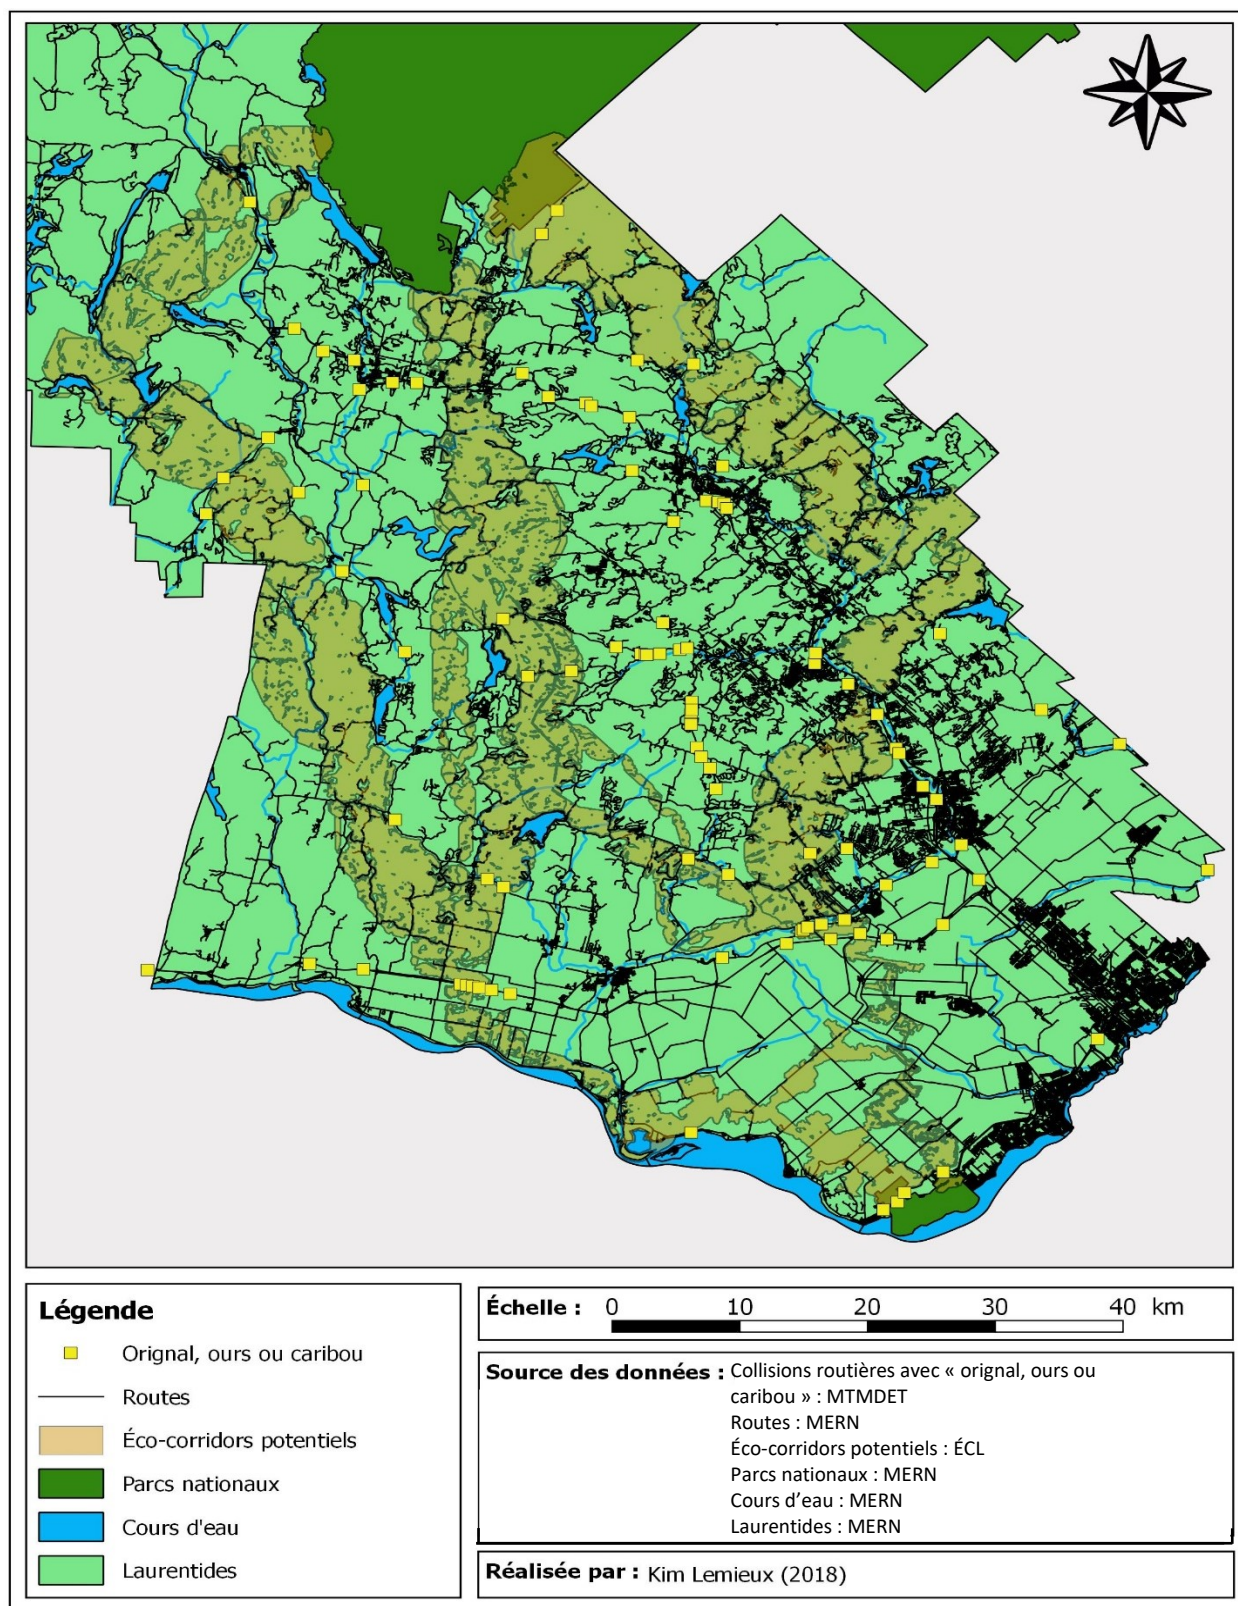 Légende
Orignal, ours ou caribou
Routes
Éco-corridors potentiels
Parcs nationaux
Cours d'eau
Laurentides
Échelle : 0 10 20 30 40 km
Source des données : Collisions routières avec « orignal, ours ou
caribou » : MTMDET
Routes : MERN
Éco-corridors potentiels : ÉCL
Parcs nationaux : MERN
Cours d’eau : MERN
Laurentides : MERN
Réalisée par : Kim Lemieux (2018)